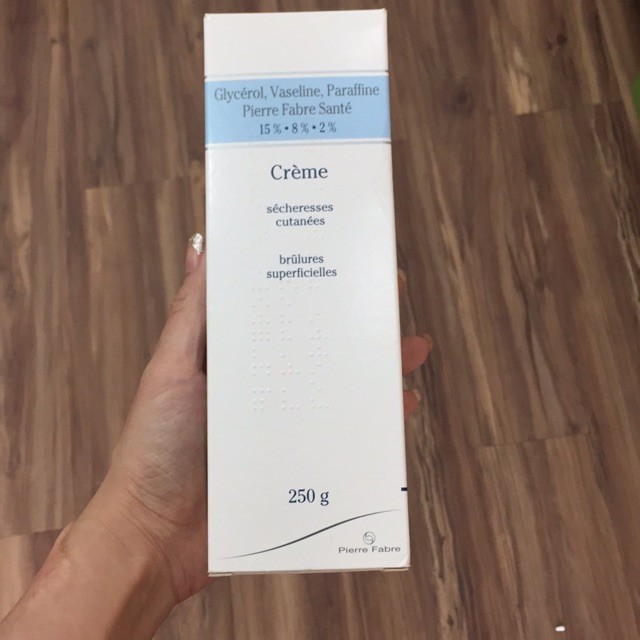 Glycérol, Vaseline, Paraffine
Pierre Fabre Santé
15 % • 8 % • 2 %
Crème
sécheresses
cutanées
brûlures
superficielles
250 g
Pierre Fabre